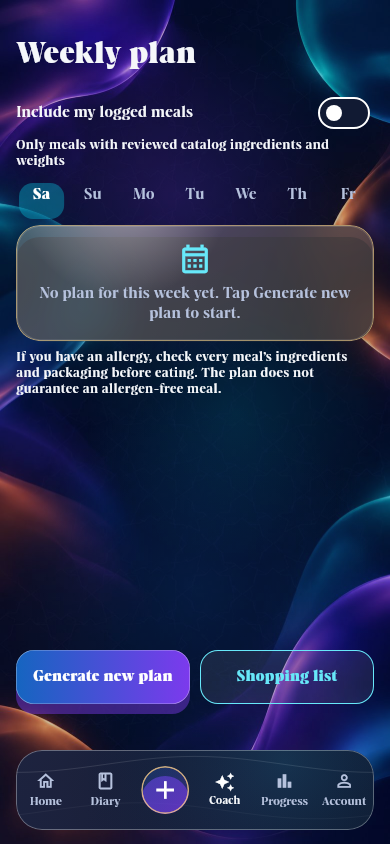 Weekly plan
Include my logged meals
Only meals with reviewed catalog ingredients and
weights
Sa Su Mo Tu We Th Fr
No plan for this week yet. Tap Generate new
plan to start.
If you have an allergy, check every meal's ingredients
and packaging before eating. The plan does not
guarantee an allergen-free meal.
Generate new plan Shopping list
Home Diary Coach Progress Account